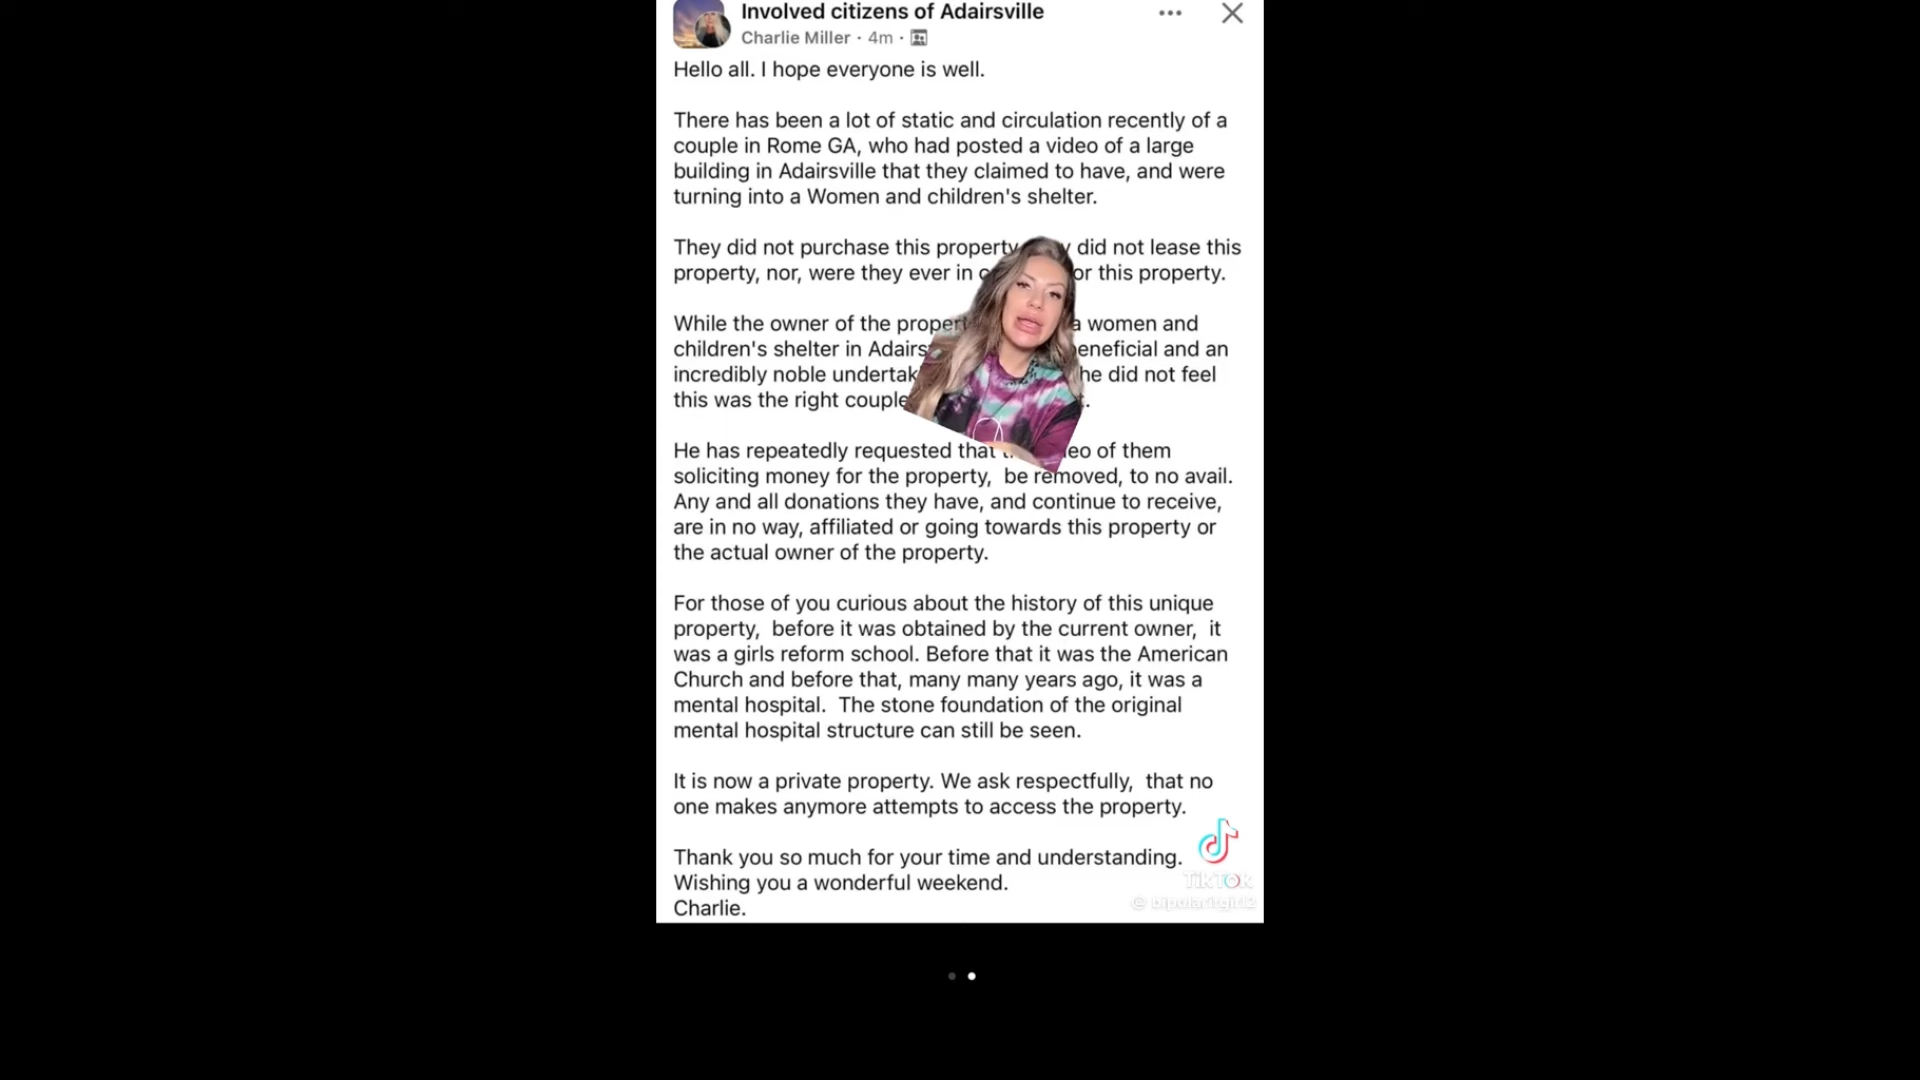 Involved citizens of Adairsville
Charlie Miller · 4m ·
Hello all. I hope everyone is well.
There has been a lot of static and circulation recently of a
couple in Rome GA, who had posted a video of a large
building in Adairsville that they claimed to have, and were
turning into a Women and children's shelter.
They did not purchase this property did not lease this
property, nor, were they ever in or this property.
While the owner of the a women and
children's shelter in and an
incredibly noble he did not feel
this was the right couple
He has repeatedly requested that of them
soliciting money for the property, be removed, to no avail.
Any and all donations they have, and continue to receive,
are in no way, affiliated or going towards this property or
the actual owner of the property.
For those of you curious about the history of this unique
property, before it was obtained by the current owner, it
was a girls reform school. Before that it was the American
Church and before that, many many years ago, it was a
mental hospital. The stone foundation of the original
mental hospital structure can still be seen.
It is now a private property. We ask respectfully, that no
one makes anymore attempts to access the property.
Thank you so much for your time and understanding.
Wishing you a wonderful weekend.
Charlie.
TikTok